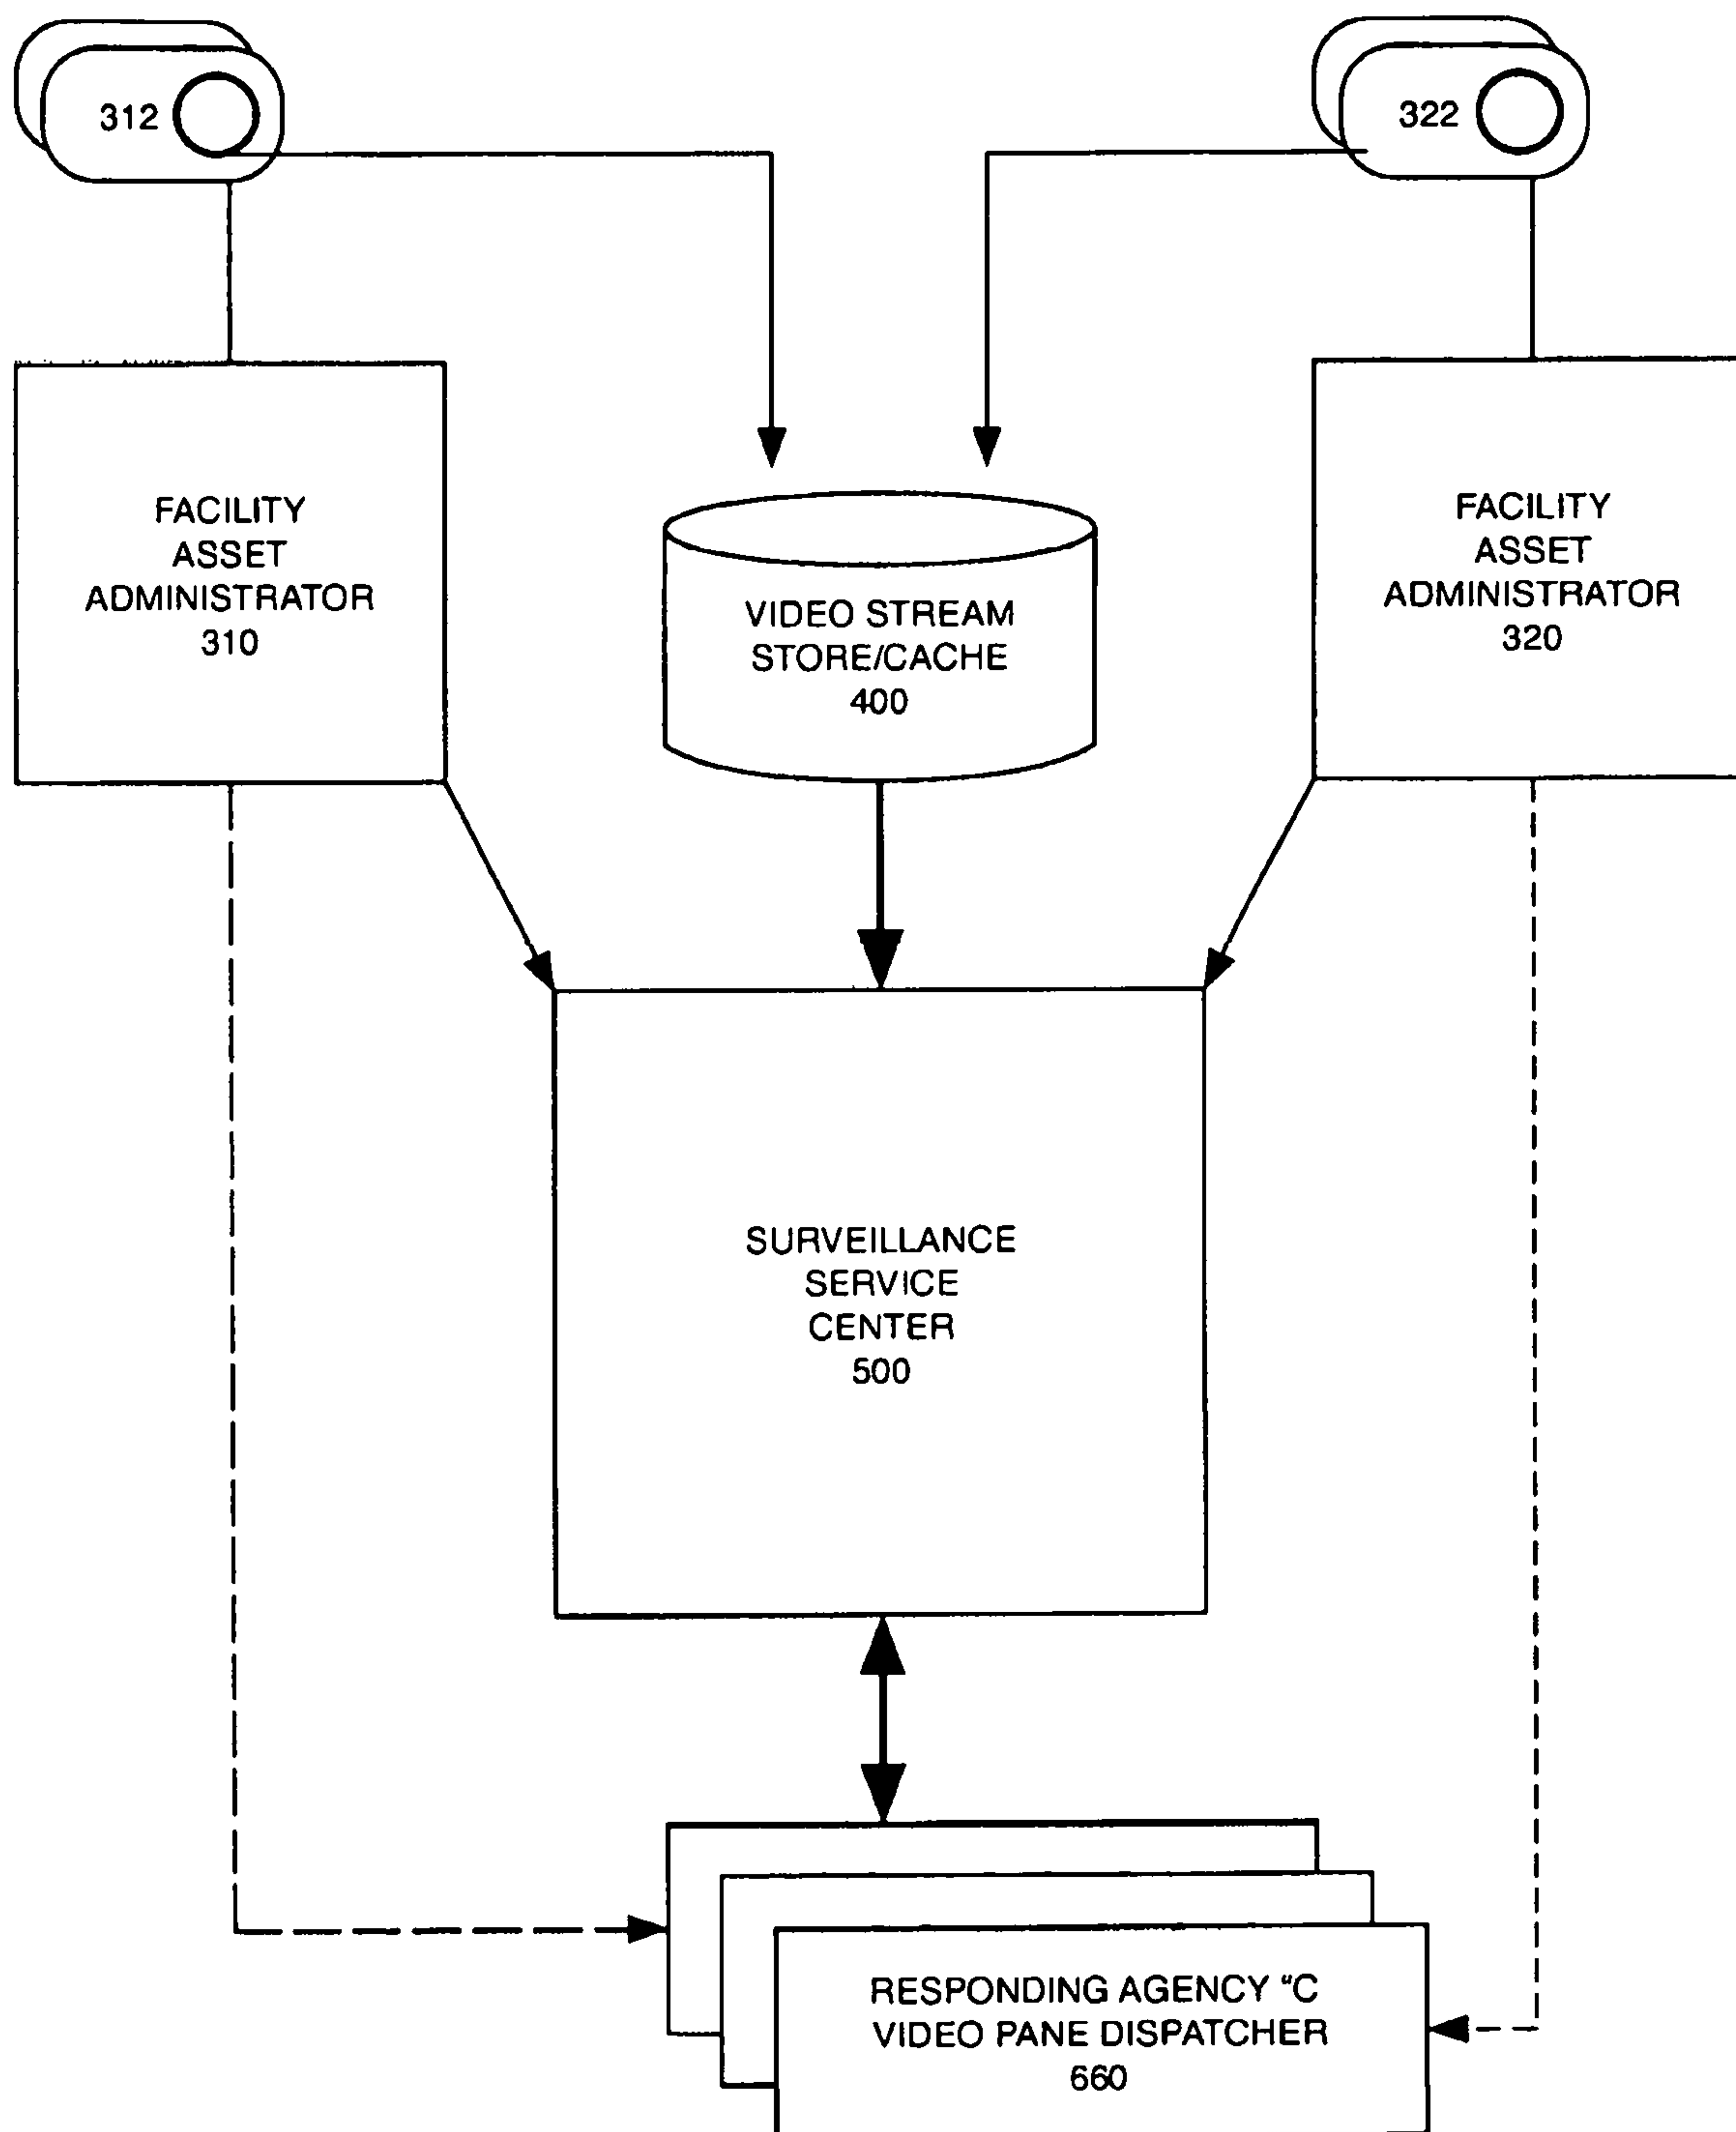 312
322
FACILITY
ASSET
ADMINISTRATOR
310
VIDEO STREAM
STORE/CACHE
400
FACILITY
ASSET
ADMINISTRATOR
320
SURVEILLANCE
SERVICE
CENTER
500
RESPONDING AGENCY “C
VIDEO PANE DISPATCHER
660